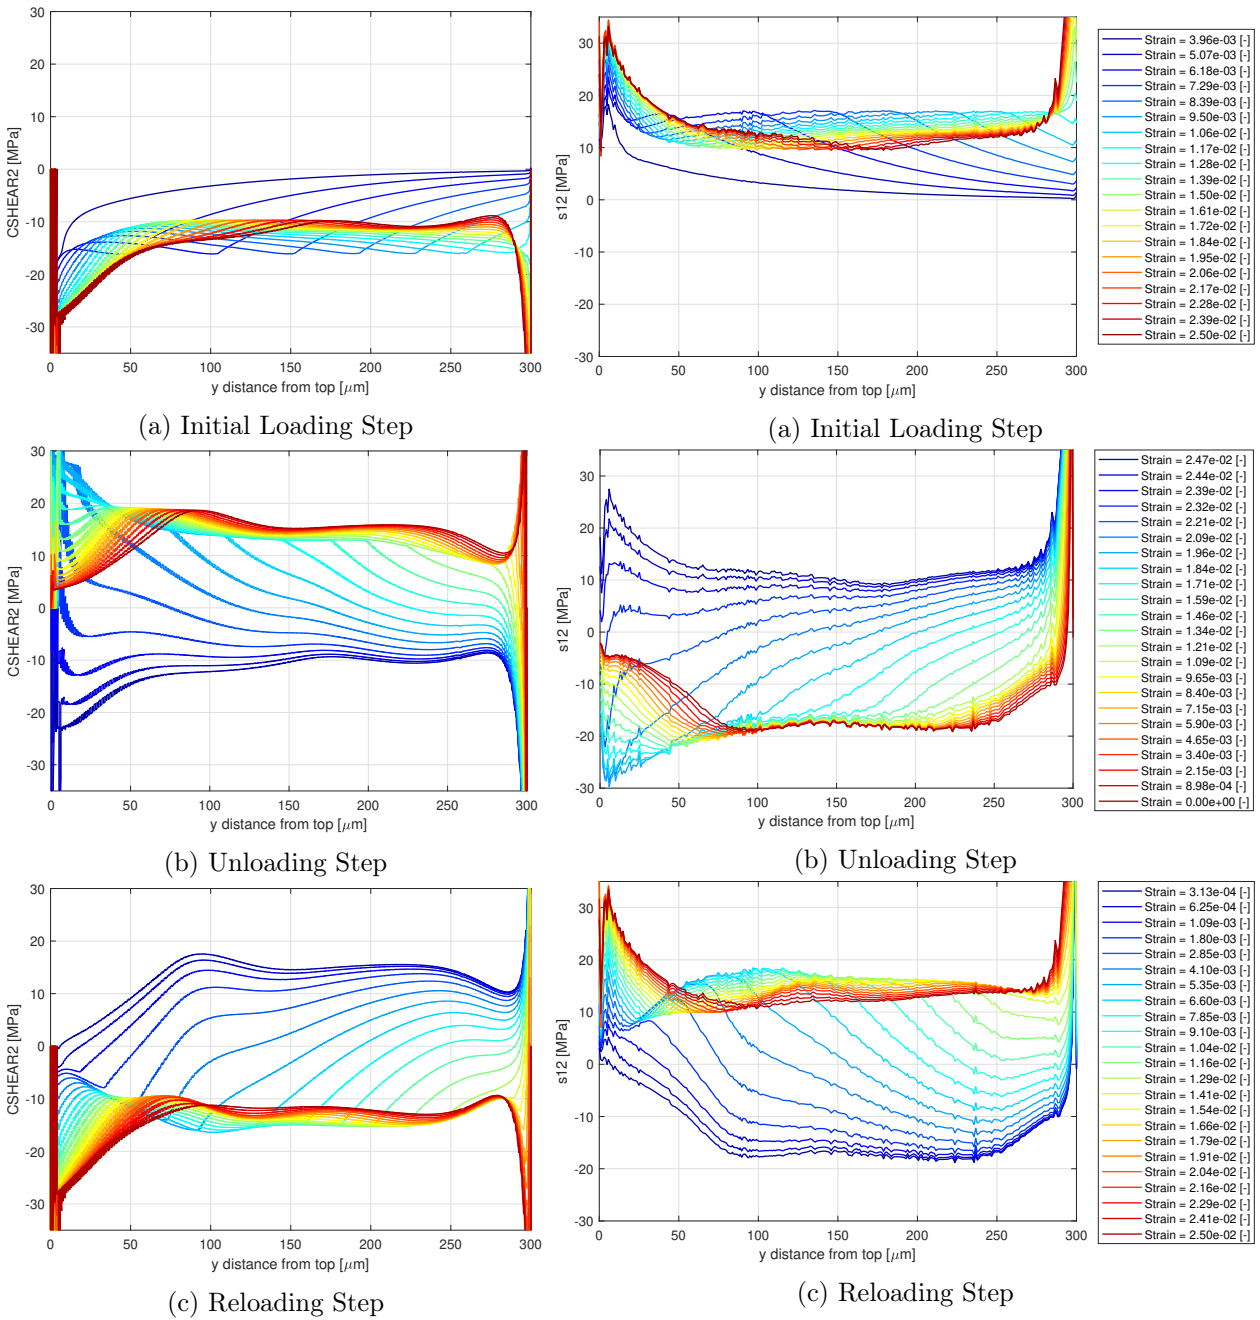 30
20
10
0
-10
-20
-30
CSHEAR2 [MPa]
0 50 100 150 200 250 300
y distance from top [μm]
(a) Initial Loading Step
30
20
10
0
-10
-20
-30
s12 [MPa]
0 50 100 150 200 250 300
y distance from top [μm]
(a) Initial Loading Step
Strain = 3.96e-03 [-]
Strain = 5.07e-03 [-]
Strain = 6.18e-03 [-]
Strain = 7.29e-03 [-]
Strain = 8.39e-03 [-]
Strain = 9.50e-03 [-]
Strain = 1.06e-02 [-]
Strain = 1.17e-02 [-]
Strain = 1.28e-02 [-]
Strain = 1.39e-02 [-]
Strain = 1.50e-02 [-]
Strain = 1.61e-02 [-]
Strain = 1.72e-02 [-]
Strain = 1.84e-02 [-]
Strain = 1.95e-02 [-]
Strain = 2.06e-02 [-]
Strain = 2.17e-02 [-]
Strain = 2.28e-02 [-]
Strain = 2.39e-02 [-]
Strain = 2.50e-02 [-]
30
20
10
0
-10
-20
-30
CSHEAR2 [MPa]
0 50 100 150 200 250 300
y distance from top [μm]
(b) Unloading Step
30
20
10
0
-10
-20
-30
s12 [MPa]
0 50 100 150 200 250 300
y distance from top [μm]
(b) Unloading Step
Strain = 2.47e-02 [-]
Strain = 2.44e-02 [-]
Strain = 2.39e-02 [-]
Strain = 2.32e-02 [-]
Strain = 2.21e-02 [-]
Strain = 2.09e-02 [-]
Strain = 1.96e-02 [-]
Strain = 1.84e-02 [-]
Strain = 1.71e-02 [-]
Strain = 1.59e-02 [-]
Strain = 1.46e-02 [-]
Strain = 1.34e-02 [-]
Strain = 1.21e-02 [-]
Strain = 1.09e-02 [-]
Strain = 9.65e-03 [-]
Strain = 8.40e-03 [-]
Strain = 7.15e-03 [-]
Strain = 5.90e-03 [-]
Strain = 4.65e-03 [-]
Strain = 3.40e-03 [-]
Strain = 2.15e-03 [-]
Strain = 8.98e-04 [-]
Strain = 0.00e+00 [-]
30
20
10
0
-10
-20
-30
CSHEAR2 [MPa]
0 50 100 150 200 250 300
y distance from top [μm]
(c) Reloading Step
30
20
10
0
-10
-20
-30
s12 [MPa]
0 50 100 150 200 250 300
y distance from top [μm]
(c) Reloading Step
Strain = 3.13e-04 [-]
Strain = 6.25e-04 [-]
Strain = 1.09e-03 [-]
Strain = 1.80e-03 [-]
Strain = 2.85e-03 [-]
Strain = 4.10e-03 [-]
Strain = 5.35e-03 [-]
Strain = 6.60e-03 [-]
Strain = 7.85e-03 [-]
Strain = 9.10e-03 [-]
Strain = 1.04e-02 [-]
Strain = 1.16e-02 [-]
Strain = 1.29e-02 [-]
Strain = 1.41e-02 [-]
Strain = 1.54e-02 [-]
Strain = 1.66e-02 [-]
Strain = 1.79e-02 [-]
Strain = 1.91e-02 [-]
Strain = 2.04e-02 [-]
Strain = 2.16e-02 [-]
Strain = 2.29e-02 [-]
Strain = 2.41e-02 [-]
Strain = 2.50e-02 [-]